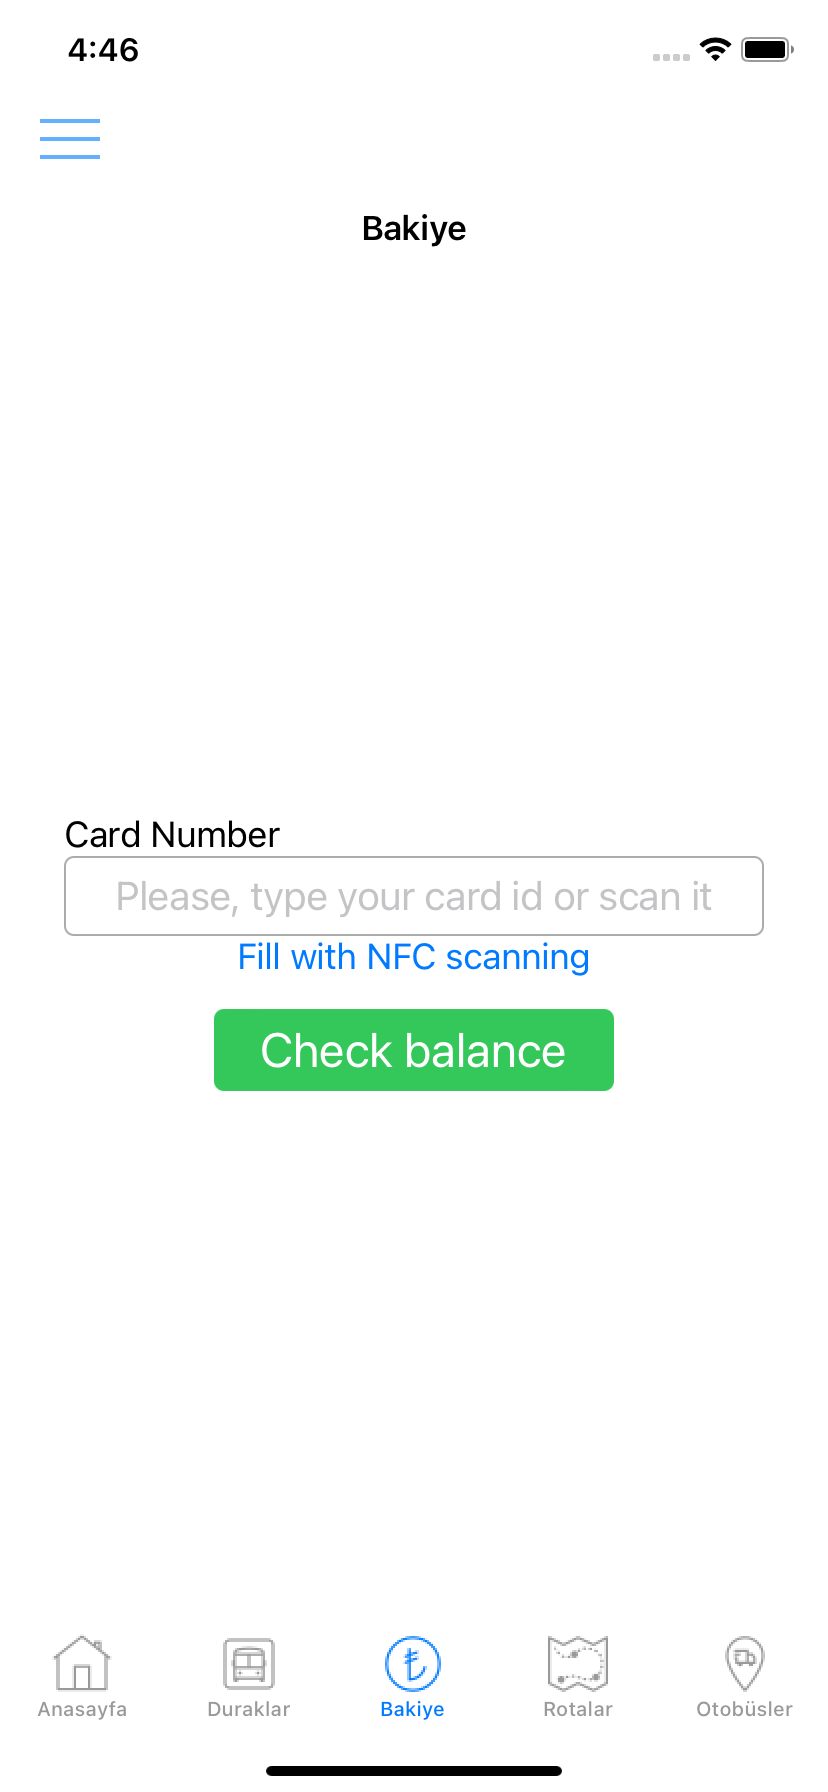 4:46
Bakiye
Card Number
Please, type your card id or scan it
Fill with NFC scanning
Check balance
Anasayfa
Duraklar
Bakiye
Rotalar
Otobüsler